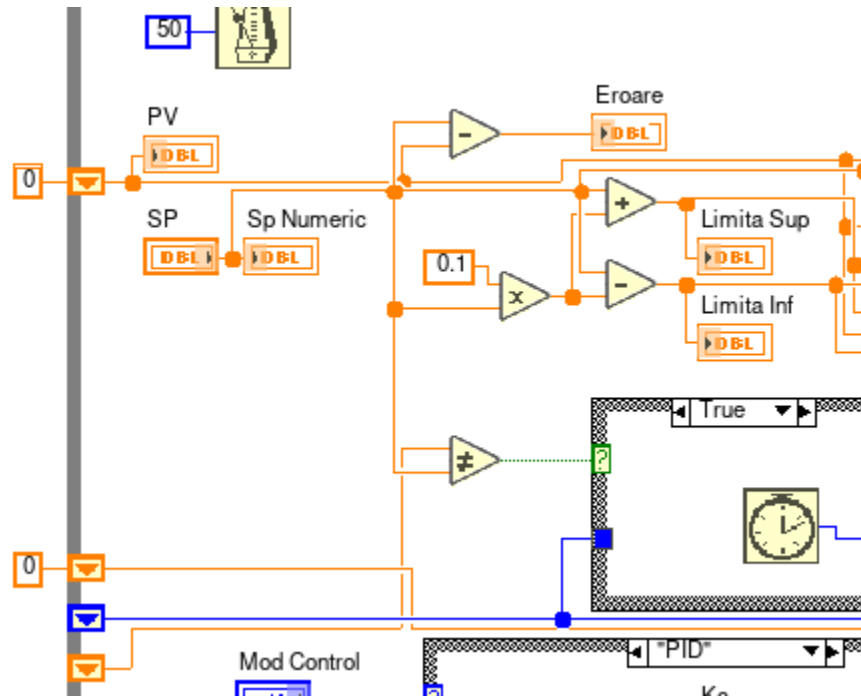 50
PV
DBL
Eroare
DBL
0
SP
DBL
Sp Numeric
DBL
+
-
0.1
x
Limita Sup
DBL
-
Limita Inf
DBL
≠
True
?
0
Mod Control
"PID"